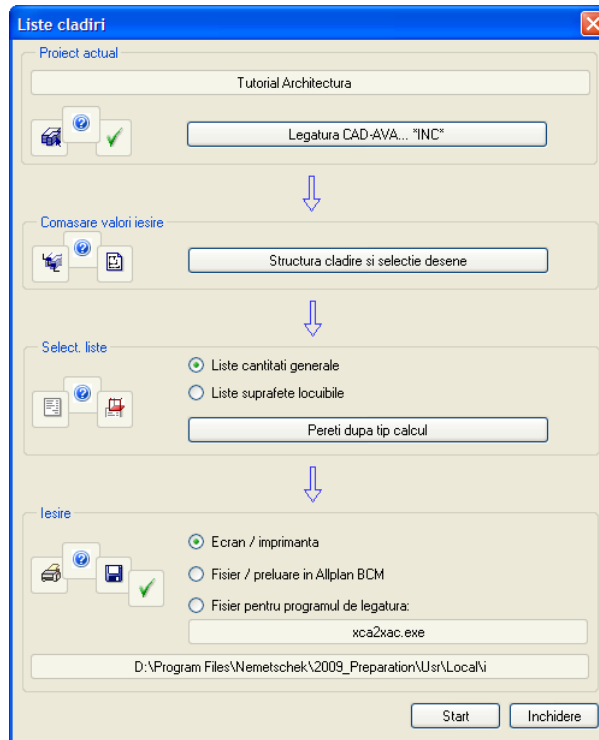 Liste cladiri
Proiect actual
Tutorial Architectura
Legatura CAD-AVA... *INC*
Comasare valori iesire
Structura cladire si selectie desene
Select. liste
Liste cantitati generale
Liste suprafete locuibile
Pereti dupa tip calcul
Iesire
Ecran / imprimanta
Fisier / preluare in Allplan BCM
Fisier pentru programul de legatura:
xca2xac.exe
D:\Program Files\Nemetschek\2009_Preparation\Usr\Local\i
Start Inchidere